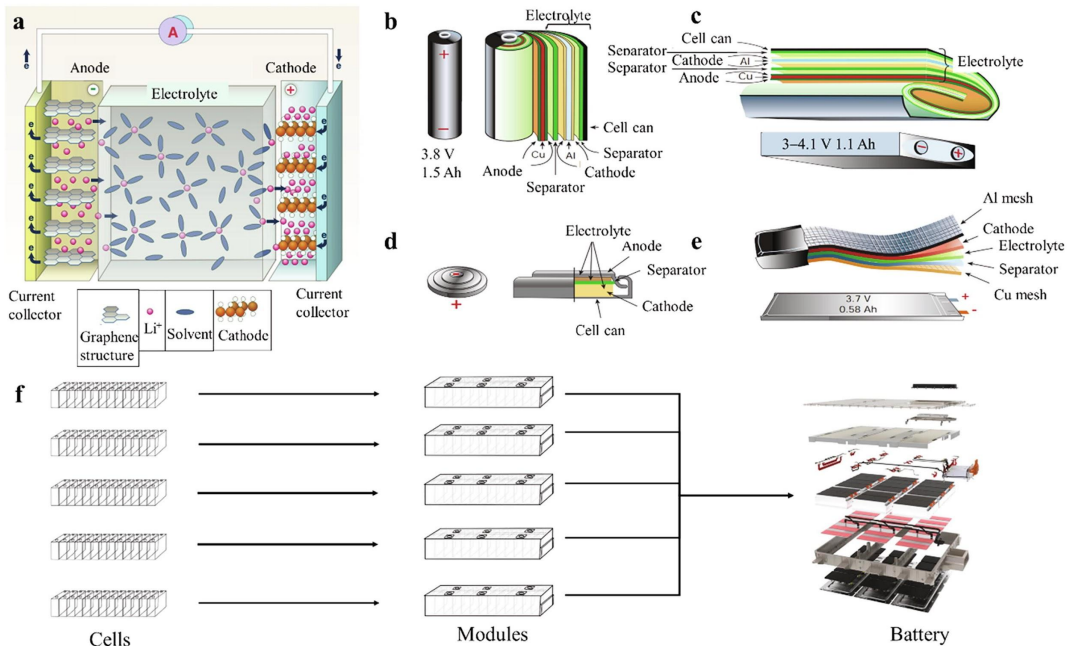 a
A
e
e
Anode
Cathode
Electrolyte
−
+
e
e
e
e
e
e
e
e
Current
collector
Current
collector
Graphene
structure
Li+
Solvent
Cathode
b
Electrolyte
+
−
3.8 V
1.5 Ah
Cell can
Cu
Al
Separator
Anode
Cathode
Separator
c
Cell can
Separator
Cathode
Al
Separator
Anode
Cu
Electrolyte
3–4.1 V 1.1 Ah
−
+
d
−
+
Electrolyte
Anode
Separator
Cathode
Cell can
e
Al mesh
Cathode
Electrolyte
Separator
Cu mesh
3.7 V
0.58 Ah
+
-
f
Cells
Modules
Battery